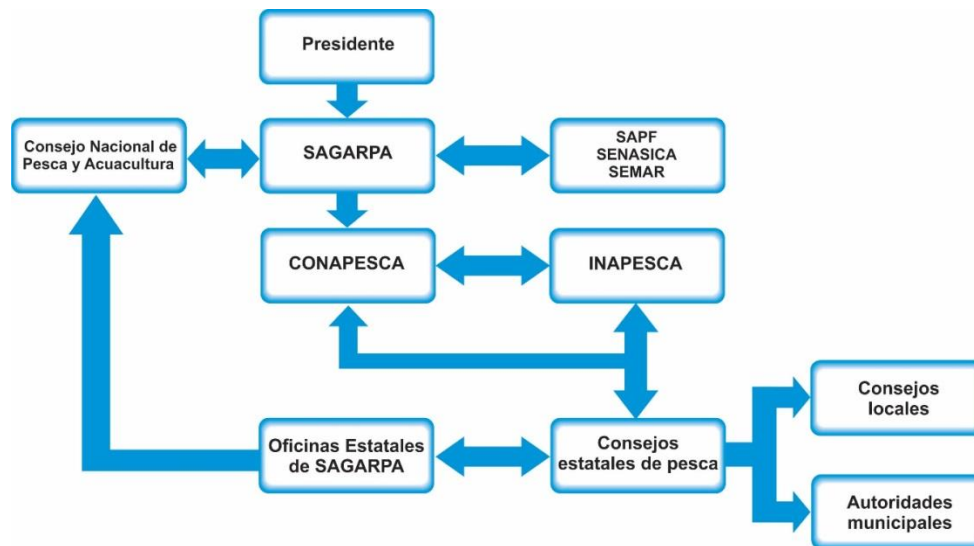 Presidente
Consejo Nacional de
Pesca y Acuacultura
SAGARPA
SAPF
SENASICA
SEMAR
CONAPESCA
INAPESCA
Oficinas Estatales
de SAGARPA
Consejos
estatales de pesca
Consejos
locales
Autoridades
municipales